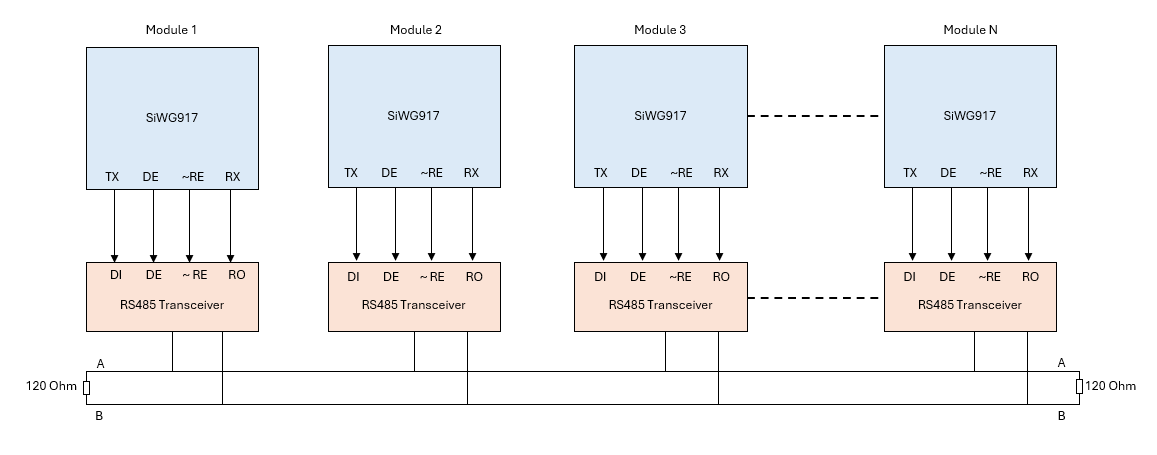 Module 1
Module 2
Module 3
Module N
SiWG917
SiWG917
SiWG917
SiWG917
TX DE ~RE RX
TX DE ~RE RX
TX DE ~RE RX
TX DE ~RE RX
DI DE ~ RE RO
DI DE ~ RE RO
DI DE ~RE RO
DI DE ~RE RO
RS485 Transceiver
RS485 Transceiver
RS485 Transceiver
RS485 Transceiver
A
A
120 Ohm
120 Ohm
B
B